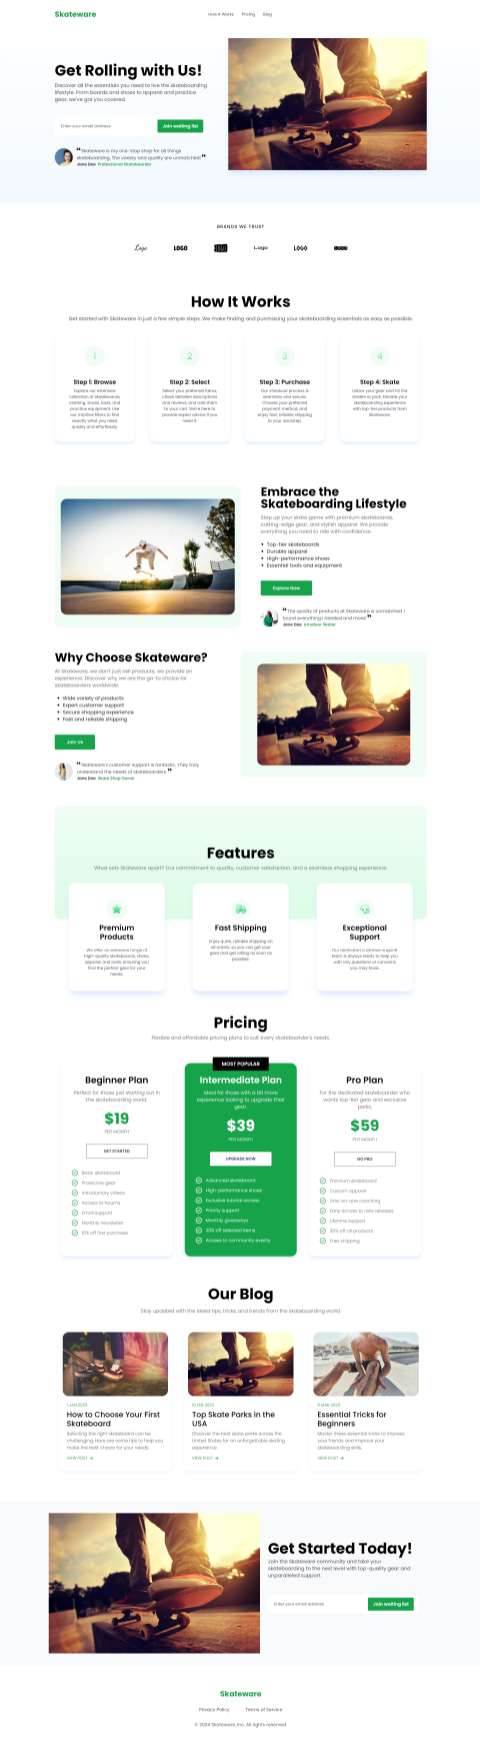 Skateware
How It Works Pricing Blog
Get Rolling with Us!
Discover all the essentials you need to live the skateboarding
lifestyle. From boards and shoes to apparel and practice
gear, we've got you covered.
Enter your email address
Join waiting list
❝Skateware is my one-stop shop for all things
skateboarding. The variety and quality are unmatched!❞
Jane Dee Professional Skateboarder
BRANDS WE TRUST
Logo LOGO Logo LOGO
How It Works
Get started with Skateware in just a few simple steps. We make finding and purchasing your skateboarding essentials as easy as possible.
1
Step 1: Browse
Explore our extensive
collection of skateboards,
clothing, shoes, tools, and
practice equipment. Use
our intuitive filters to find
exactly what you need
quickly and effortlessly.
2
Step 2: Select
Select your preferred items,
check detailed descriptions
and reviews, and add them
to your cart. We're here to
provide expert advice if you
need it.
3
Step 3: Purchase
Our checkout process is
seamless and secure.
Choose your preferred
payment method, and
enjoy fast, reliable shipping
to your doorstep.
4
Step 4: Skate
Unbox your gear and hit the
streets or park. Elevate your
skateboarding experience
with top-tier products from
Skateware.
Embrace the
Skateboarding Lifestyle
Step up your skate game with premium skateboards,
cutting-edge gear, and stylish apparel. We provide
everything you need to ride with confidence.
Top-tier skateboards
Durable apparel
High-performance shoes
Essential tools and equipment
Explore Now
❝The quality of products at Skateware is unmatched. I
found everything I needed and more!❞
Jane Dee Amateur Skater
Why Choose Skateware?
At Skateware, we don't just sell products; we provide an
experience. Discover why we are the go-to choice for
skateboarders worldwide.
Wide variety of products
Expert customer support
Secure shopping experience
Fast and reliable shipping
Join Us
❝Skateware's customer support is fantastic. They truly
understand the needs of skateboarders.❞
Jane Dee Skate Shop Owner
Features
What sets Skateware apart? Our commitment to quality, customer satisfaction, and a seamless shopping experience.
Premium
Products
We offer an extensive range of
high-quality skateboards, shoes,
apparel, and tools, ensuring you
find the perfect gear for your
needs.
Fast Shipping
Enjoy quick, reliable shipping on
all orders, so you can get your
gear and get rolling as soon as
possible.
Exceptional
Support
Our dedicated customer support
team is always ready to help you
with any questions or concerns
you may have.
Pricing
Flexible and affordable pricing plans to suit every skateboarder's needs.
Beginner Plan
Perfect for those just starting out in
the skateboarding world.
$19
PER MONTH
GET STARTED
Basic skateboard
Protective gear
Introductory videos
Access to forums
Email support
Monthly newsletter
10% off first purchase
MOST POPULAR
Intermediate Plan
Ideal for those with a bit more
experience looking to upgrade their
gear.
$39
PER MONTH
UPGRADE NOW
Advanced skateboard
High-performance shoes
Exclusive tutorial access
Priority support
Monthly giveaways
20% off selected items
Access to community events
Pro Plan
For the dedicated skateboarder who
wants top-tier gear and exclusive
perks.
$59
PER MONTH
GO PRO
Premium skateboard
Custom apparel
One-on-one coaching
Early access to new releases
Lifetime support
30% off all products
Free shipping
Our Blog
Stay updated with the latest tips, tricks, and trends from the skateboarding world.
1 JAN 2023
How to Choose Your First
Skateboard
Selecting the right skateboard can be
challenging. Here are some tips to help you
make the best choice for your needs.
VIEW POST →
10 FEB 2023
Top Skate Parks in the
USA
Discover the best skate parks across the
United States for an unforgettable skating
experience.
VIEW POST →
5 MAR 2023
Essential Tricks for
Beginners
Master these essential tricks to impress
your friends and improve your
skateboarding skills.
VIEW POST →
Get Started Today!
Join the Skateware community and take your
skateboarding to the next level with top-quality gear and
unparalleled support.
Enter your email address
Join waiting list
Skateware
Privacy Policy Terms of Service
© 2024 Skateware, Inc. All rights reserved.